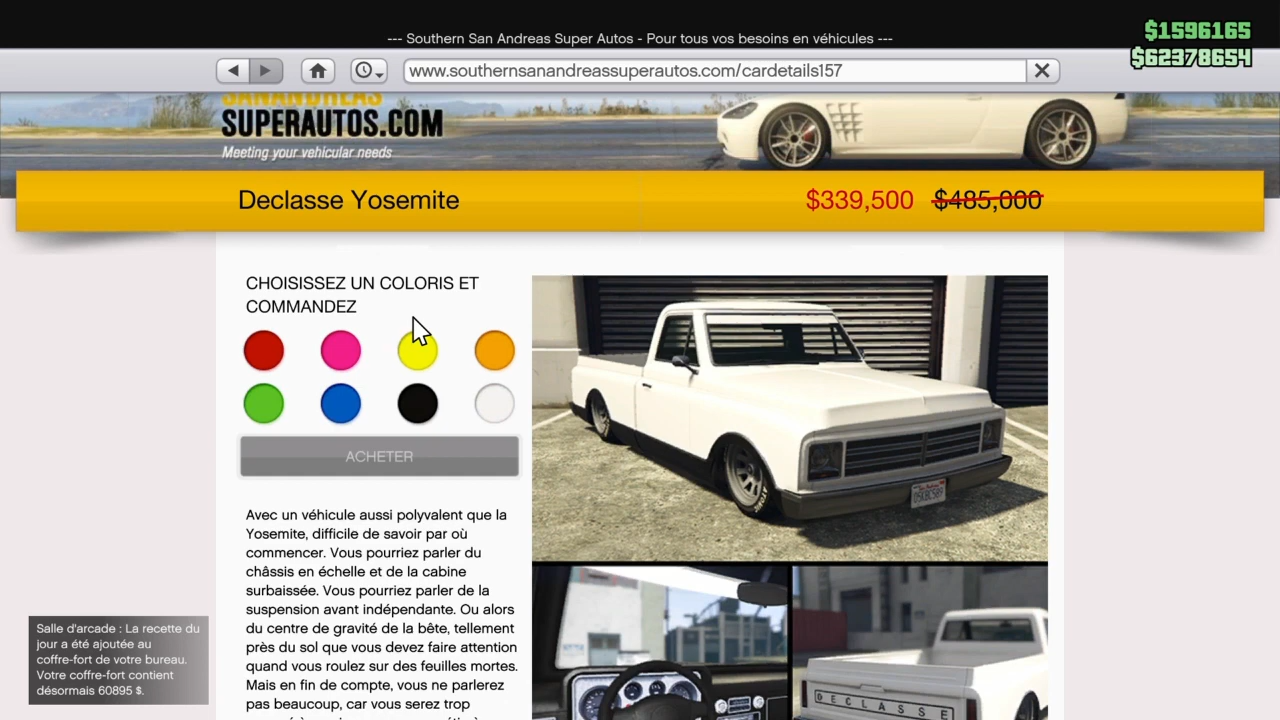 --- Southern San Andreas Super Autos - Pour tous vos besoins en véhicules ---
$1596165
$62378654
www.southernsanandreassuperautos.com/cardetails157
SANANDREAS
SUPERAUTOS.COM
Meeting your vehicular needs
Declasse Yosemite
$339,500 $485,000
CHOISISSEZ UN COLORIS ET
COMMANDEZ
ACHETER
Avec un véhicule aussi polyvalent que la
Yosemite, difficile de savoir par où
commencer. Vous pourriez parler du
châssis en échelle et de la cabine
surbaissée. Vous pourriez parler de la
suspension avant indépendante. Ou alors
du centre de gravité de la bête, tellement
près du sol que vous devez faire attention
quand vous roulez sur des feuilles mortes.
Mais en fin de compte, vous ne parlerez
pas beaucoup, car vous serez trop
Salle d'arcade : La recette du
jour a été ajoutée au
coffre-fort de votre bureau.
Votre coffre-fort contient
désormais 60895 $.
DECLASSE